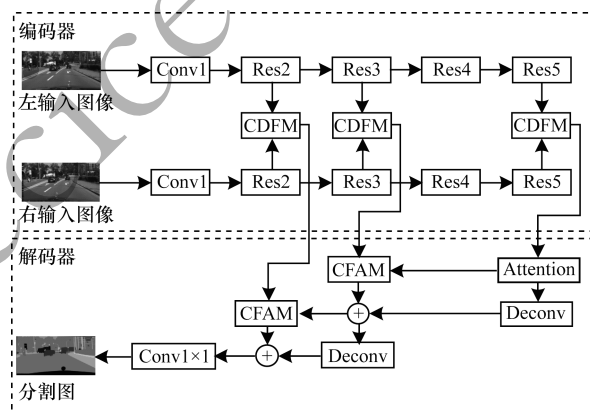 编码器
Conv1 Res2 Res3 Res4 Res5
左输入图像
CDFM CDFM CDFM
Conv1 Res2 Res3 Res4 Res5
右输入图像
解码器
CFAM Attention
CFAM + Deconv
Conv1×1 + Deconv
分割图